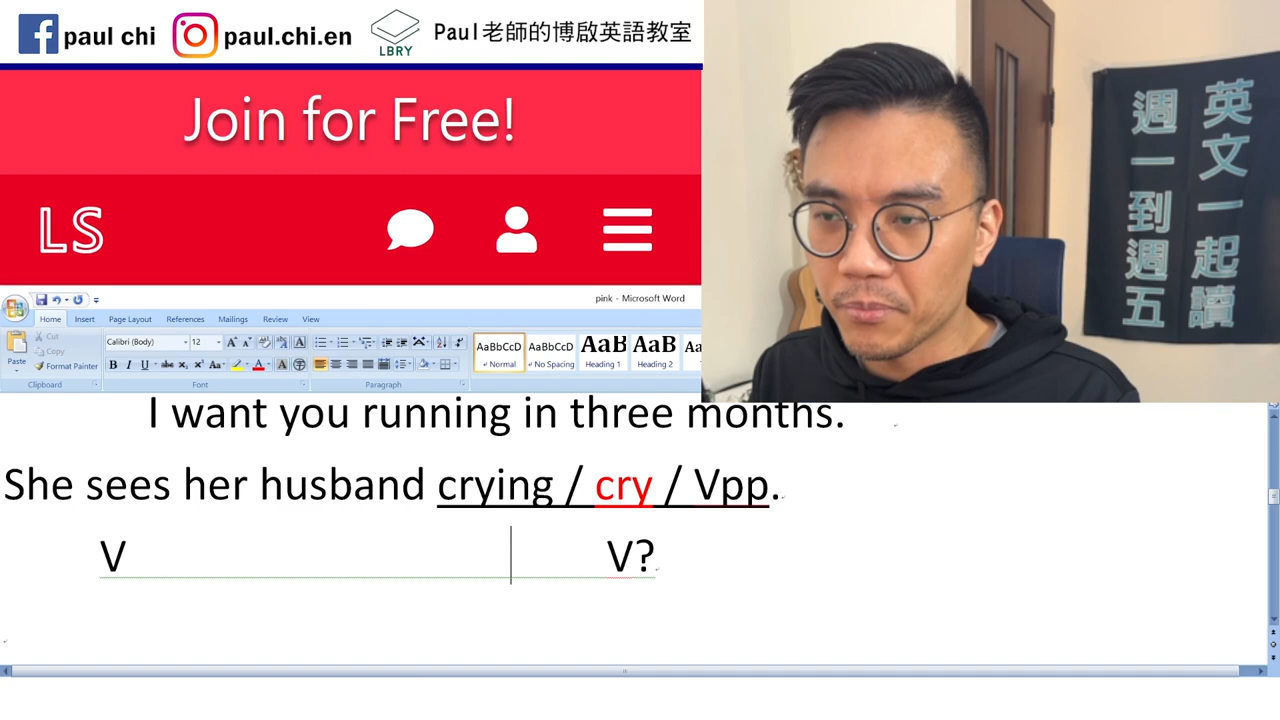 paul chi
paul.chi.en
LBRY
Paul老師的博啟英語教室
Join for Free!
LS
英文一起讀
週一到週五
pink - Microsoft Word
Home Insert Page Layout References Mailings Review View
Paste
Cut
Copy
Format Painter
Clipboard
Calibri (Body) 12
Font
Paragraph
AaBbCcD AaBbCcD AaB AaB Aa
Normal No Spacing Heading 1 Heading 2
I want you running in three months.
She sees her husband crying / cry / Vpp.
V V?